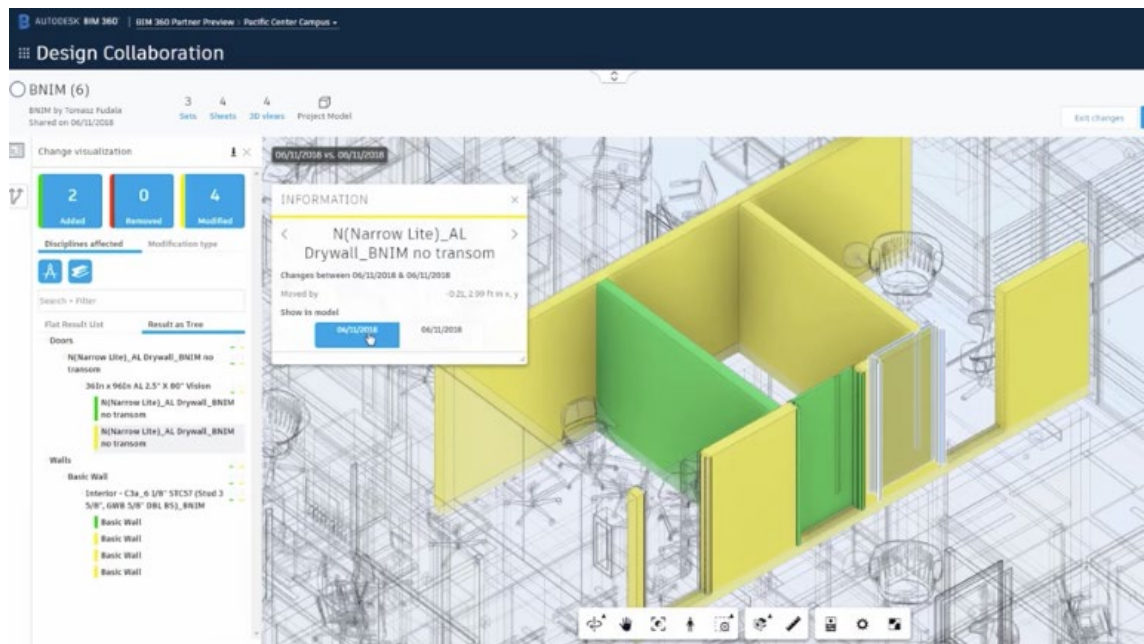 AUTODESK BIM 360 | BIM 360 Partner Preview › Pacific Center Campus
Design Collaboration
BNIM (6)
BNIM by Tomasz Fudala
Shared on 06/11/2018
3 Sets
4 Sheets
4 3D views
Project Model
Exit changes
Change visualization
2 Added
0 Removed
4 Modified
Disciplines affected
Modification type
Search + Filter
Flat Result List
Result as Tree
Doors
N(Narrow Lite)_AL Drywall_BNIM no
transom
36In x 96In AL 2.5" X 80" Vision
N(Narrow Lite)_AL Drywall_BNIM
no transom
N(Narrow Lite)_AL Drywall_BNIM
no transom
Walls
Basic Wall
Interior - C3a_6 1/8" STC57 (Stud 3
5/8", GWB 5/8" DBL BS)_BNIM
Basic Wall
Basic Wall
Basic Wall
Basic Wall
06/11/2018 vs. 06/11/2018
INFORMATION
N(Narrow Lite)_AL
Drywall_BNIM no transom
Changes between 06/11/2018 & 06/11/2018
Moved by
-0.21, 2.99 ft in x, y
Show in model
06/11/2018
06/11/2018